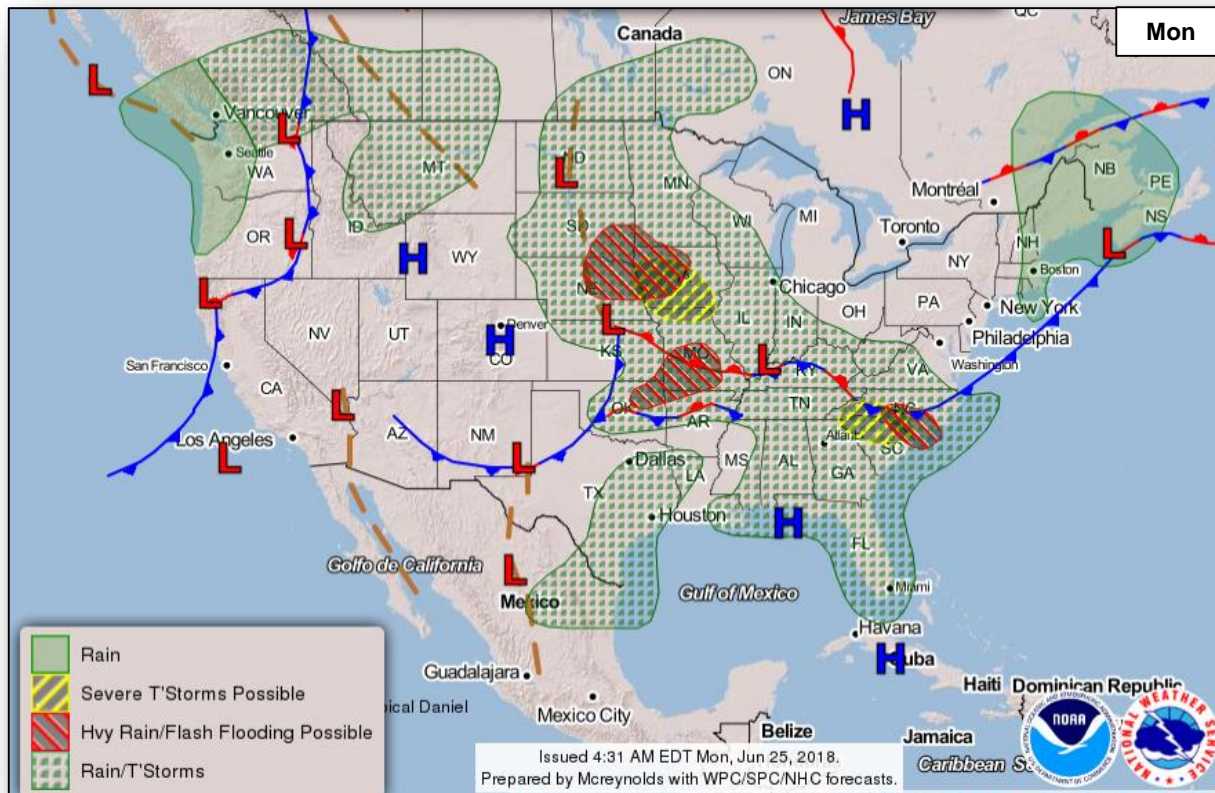 Mon
James Bay
QC
Canada
ON
L
Vancouver
L
H
Seattle
WA
MT
ND
L
MN
Montréal
NB
PE
NS
OR
L
ID
H
WY
SD
WI
MI
Toronto
NH
L
Boston
NY
L
NE
Chicago
New York
NV
UT
H
Denver
CO
L
IL
IN
OH
PA
Philadelphia
San Francisco
CA
KS
MO
L
KY
VA
Washington
L
AZ
NM
OK
AR
TN
NC
Los Angeles
L
L
Dallas
MS
AL
Atlan
GA
SC
TX
LA
Houston
H
FL
Golfo de California
L
Mexico
Gulf of Mexico
Miami
Havana
H
Cuba
Guadalajara
Mexico City
Haiti
Dominican Republic
Belize
Jamaica
Caribbean S
Rain
Severe T'Storms Possible
Hvy Rain/Flash Flooding Possible
Rain/T'Storms
pical Daniel
Issued 4:31 AM EDT Mon, Jun 25, 2018.
Prepared by Mcreynolds with WPC/SPC/NHC forecasts.
NOAA
NATIONAL WEATHER SERVICE